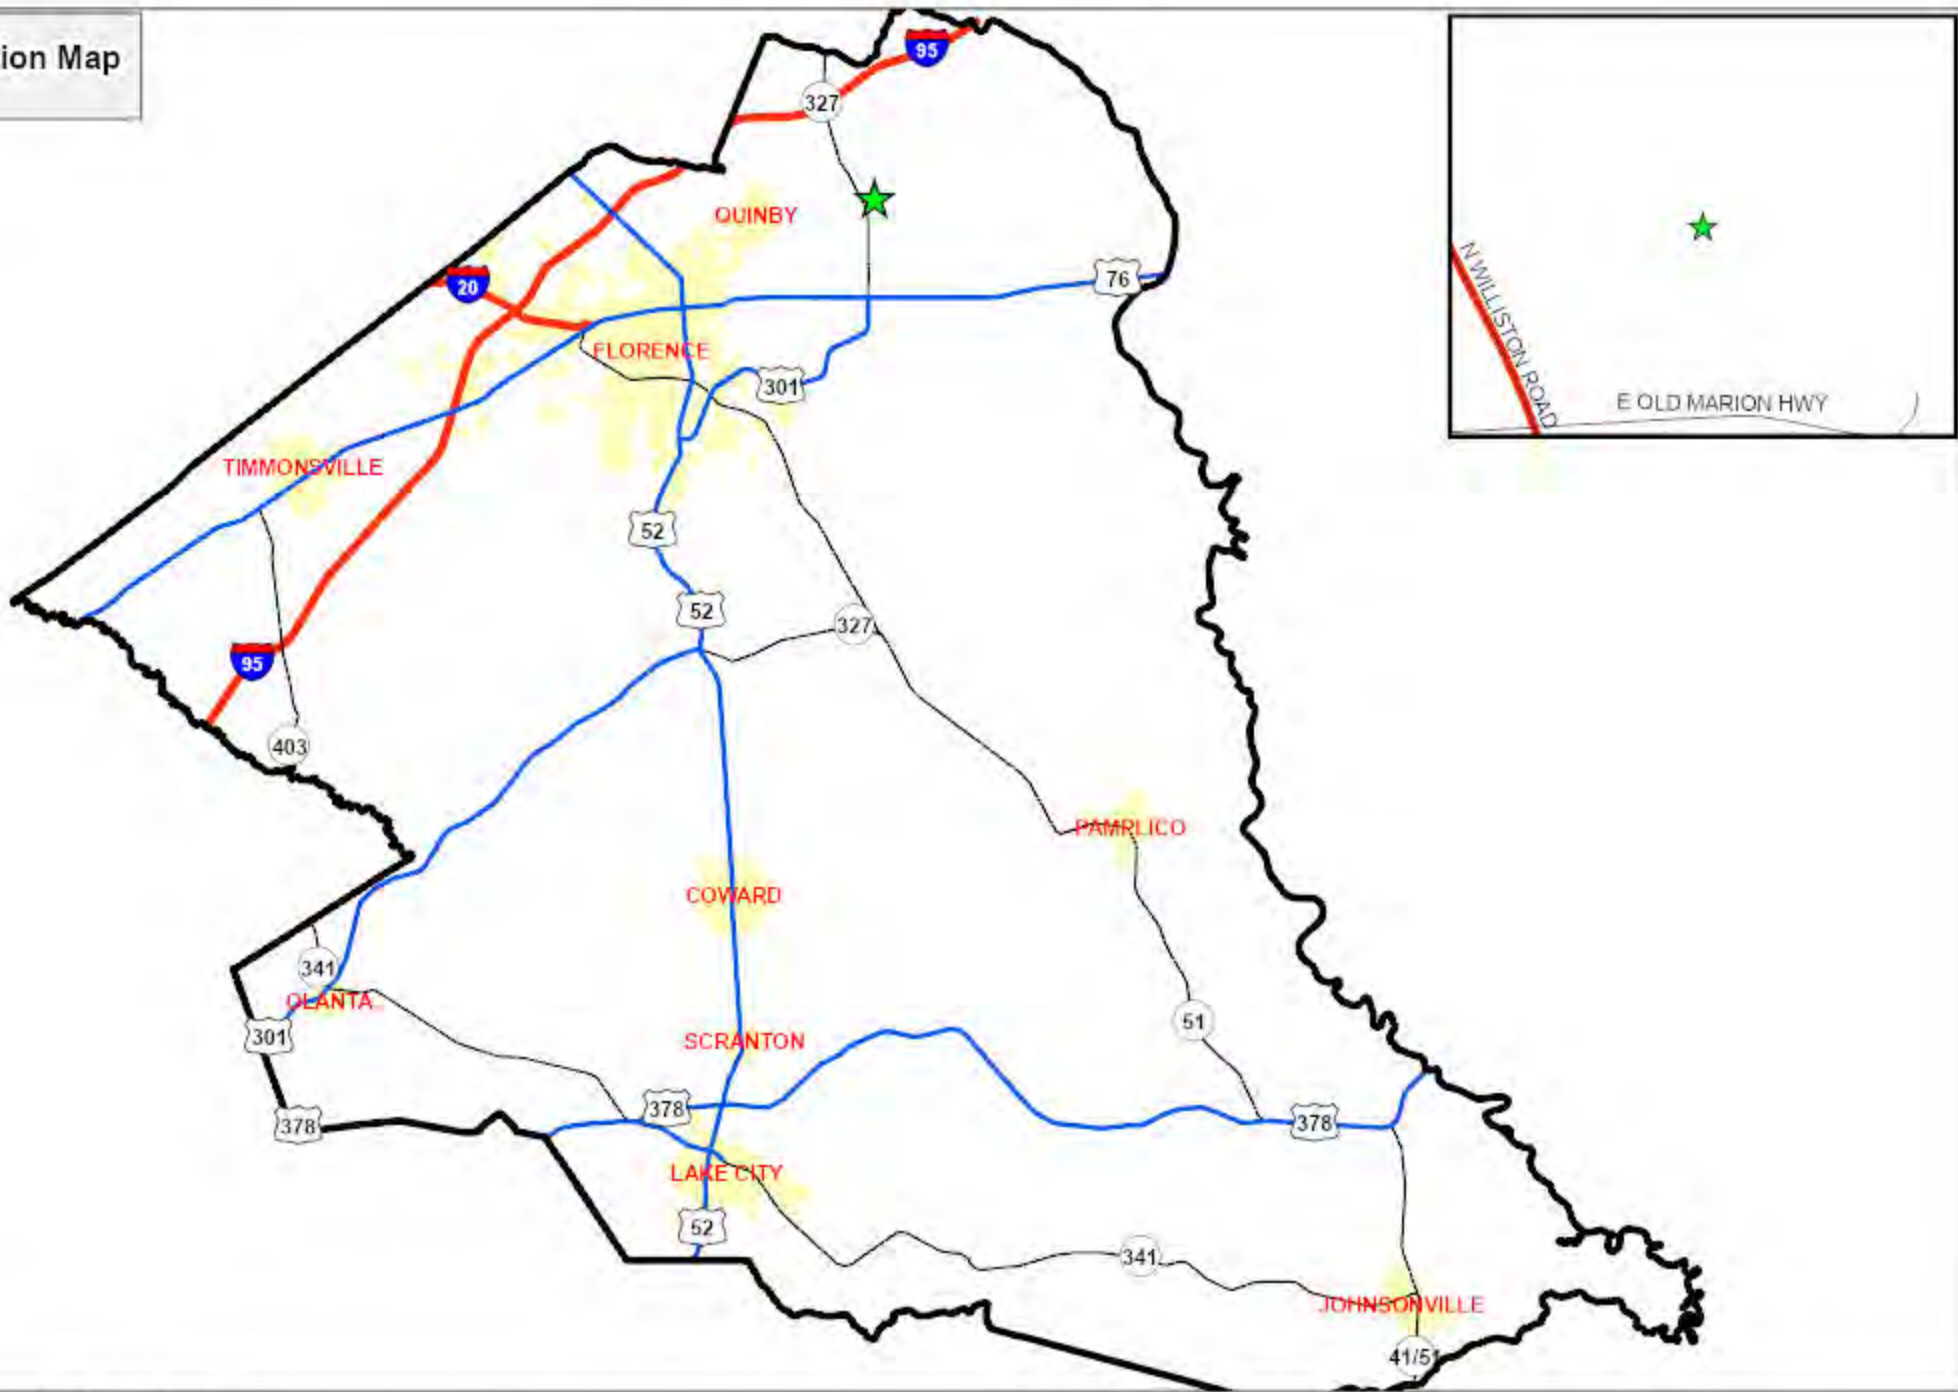 ion Map
95
327
QUINBY
20
76
FLORENCE
301
N WILLISTON ROAD
E OLD MARION HWY
TIMMONSVILLE
52
52
327
95
403
PAMPLICO
COWARD
341
OLANTA
301
51
SCRANTON
378
378
378
LAKE CITY
52
341
JOHNSONVILLE
41/51